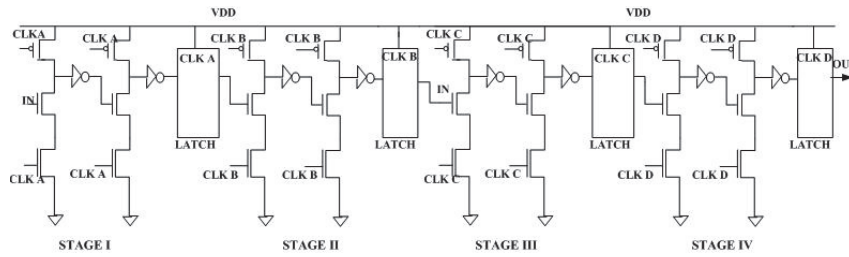 VDD VDD
CLKA CLK A CLK B CLK B CLK C CLK C CLK D CLK D
CLK A CLK B CLK C CLK D
OU
IN IN
LATCH LATCH LATCH LATCH
CLK A CLK A CLK B CLK B CLK C CLK C CLK D CLK D
STAGE I STAGE II STAGE III STAGE IV